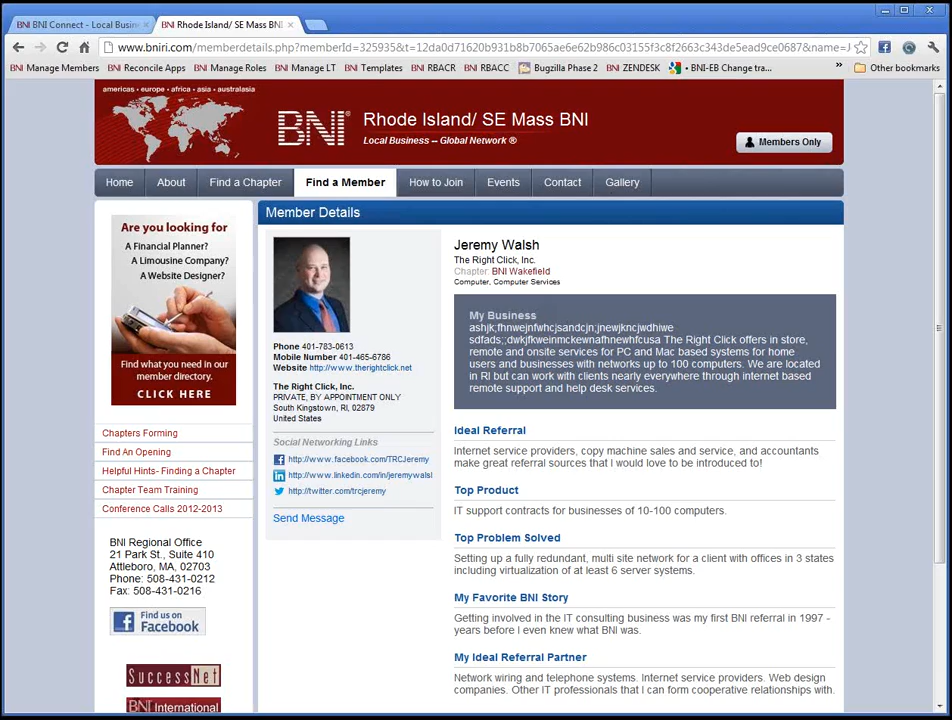 BNI BNI Connect - Local Busin
BNI Rhode Island/ SE Mass BNI
www.bniri.com/memberdetails.php?memberId=325935&t=12da0d71620b931b8b7065ae6e62b986c03155f3c8f2663c343de5ead9ce0687&name=J
BNI Manage Members BNI Reconcile Apps BNI Manage Roles BNI Manage LT BNI Templates BNI RBACR BNI RBACC Bugzilla Phase 2 BNI ZENDESK BNI-EB Change tra... » Other bookmarks
americas • europe • africa • asia • australasia
BNI®
Rhode Island/ SE Mass BNI
Local Business -- Global Network ®
Members Only
Home About Find a Chapter Find a Member How to Join Events Contact Gallery
Are you looking for
A Financial Planner?
A Limousine Company?
A Website Designer?
Find what you need in our
member directory.
CLICK HERE
Chapters Forming
Find An Opening
Helpful Hints- Finding a Chapter
Chapter Team Training
Conference Calls 2012-2013
BNI Regional Office
21 Park St., Suite 410
Attleboro, MA, 02703
Phone: 508-431-0212
Fax: 508-431-0216
Find us on
Facebook
SuccessNet
BNI International
Member Details
Phone 401-783-0613
Mobile Number 401-465-6786
Website http://www.therightclick.net
The Right Click, Inc.
PRIVATE, BY APPOINTMENT ONLY
South Kingstown, RI, 02879
United States
Social Networking Links
http://www.facebook.com/TRCJeremy
http://www.linkedin.com/in/jeremywalsl
http://twitter.com/trcjeremy
Send Message
Jeremy Walsh
The Right Click, Inc.
Chapter: BNI Wakefield
Computer, Computer Services
My Business
ashjk;fhnwejnfwhcjsandcjn;jnewjkncjwdhiwe
sdfads;;dwkjfkweinmckewnafhnewhfcusa The Right Click offers in store,
remote and onsite services for PC and Mac based systems for home
users and businesses with networks up to 100 computers. We are located
in RI but can work with clients nearly everywhere through internet based
remote support and help desk services.
Ideal Referral
Internet service providers, copy machine sales and service, and accountants
make great referral sources that I would love to be introduced to!
Top Product
IT support contracts for businesses of 10-100 computers.
Top Problem Solved
Setting up a fully redundant, multi site network for a client with offices in 3 states
including virtualization of at least 6 server systems.
My Favorite BNI Story
Getting involved in the IT consulting business was my first BNI referral in 1997 -
years before I even knew what BNI was.
My Ideal Referral Partner
Network wiring and telephone systems. Internet service providers. Web design
companies. Other IT professionals that I can form cooperative relationships with.